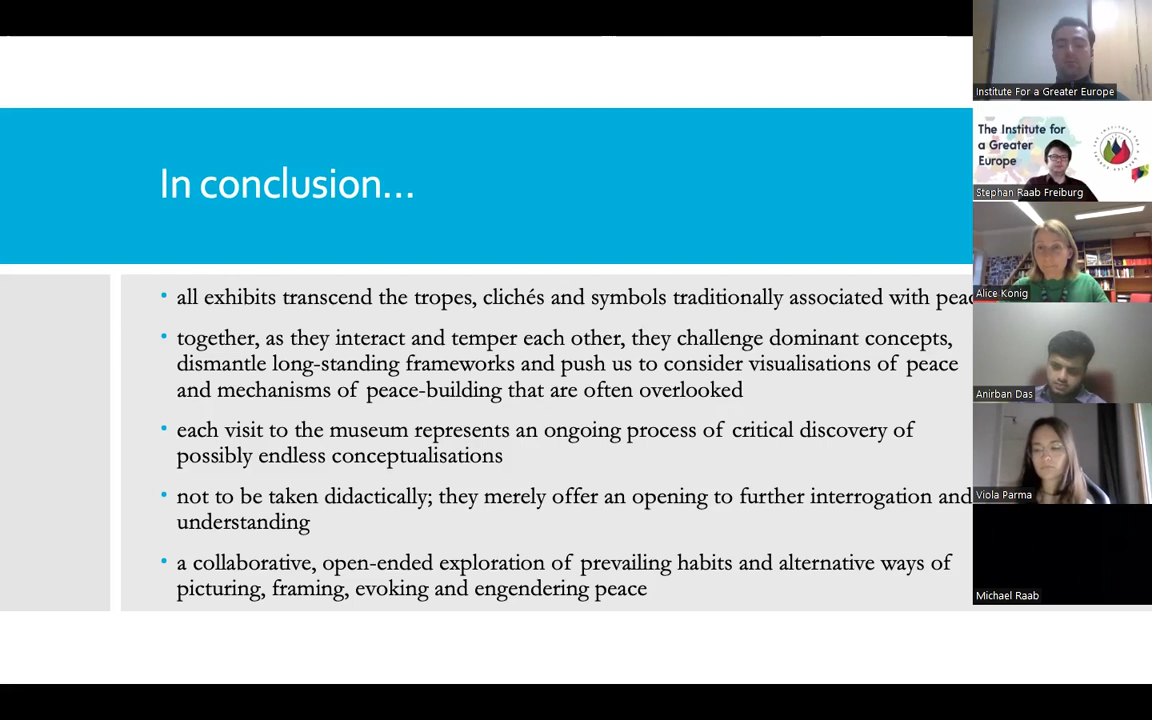 In conclusion...
• all exhibits transcend the tropes, clichés and symbols traditionally associated with peac
• together, as they interact and temper each other, they challenge dominant concepts,
dismantle long-standing frameworks and push us to consider visualisations of peace
and mechanisms of peace-building that are often overlooked
• each visit to the museum represents an ongoing process of critical discovery of
possibly endless conceptualisations
• not to be taken didactically; they merely offer an opening to further interrogation and
understanding
• a collaborative, open-ended exploration of prevailing habits and alternative ways of
picturing, framing, evoking and engendering peace
Institute For a Greater Europe
The Institute for
a Greater
Europe
Stephan Raab Freiburg
Alice König
Anirban Das
Viola Parma
Michael Raab